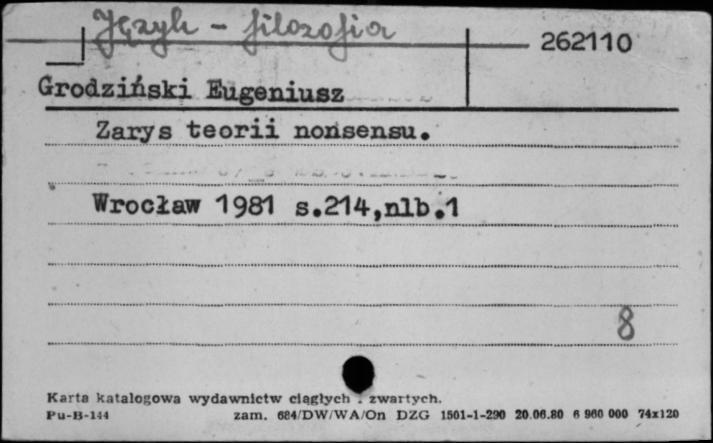 Język - filozofia
262110
Grodziński Eugeniusz
Zarys teorii nonsensu.
Wrocław 1981 s.214,nlb.1
8
Karta katalogowa wydawnictw ciągłych . zwartych.
Pu-B-144 zam. 684/DW/WA/On DZG 1501-1-290 20.06.80 6 960 000 74x120